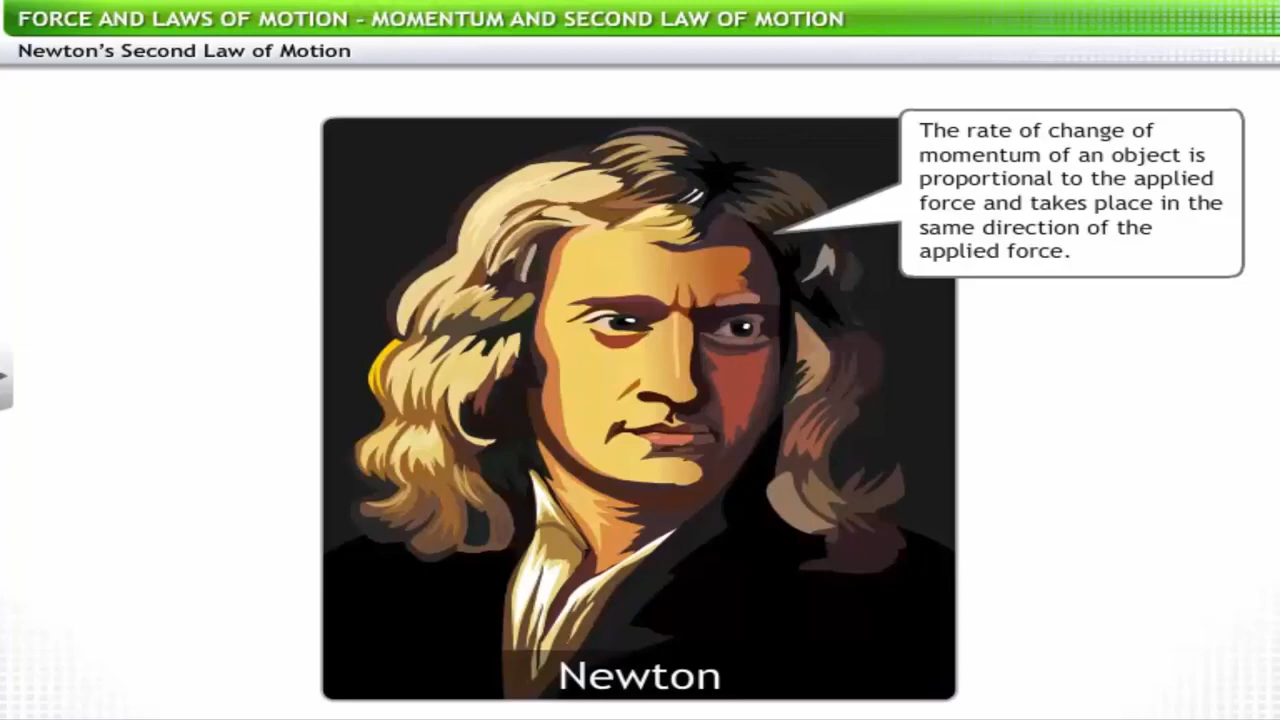 FORCE AND LAWS OF MOTION - MOMENTUM AND SECOND LAW OF MOTION
Newton's Second Law of Motion
The rate of change of
momentum of an object is
proportional to the applied
force and takes place in the
same direction of the
applied force.
Newton